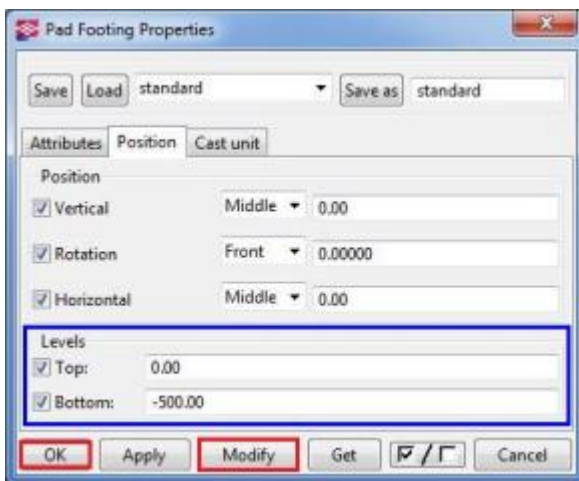 Pad Footing Properties
Save Load standard Save as standard
Attributes Position Cast unit
Position
Vertical Middle 0.00
Rotation Front 0.00000
Horizontal Middle 0.00
Levels
Top: 0.00
Bottom: -500.00
OK Apply Modify Get / Cancel